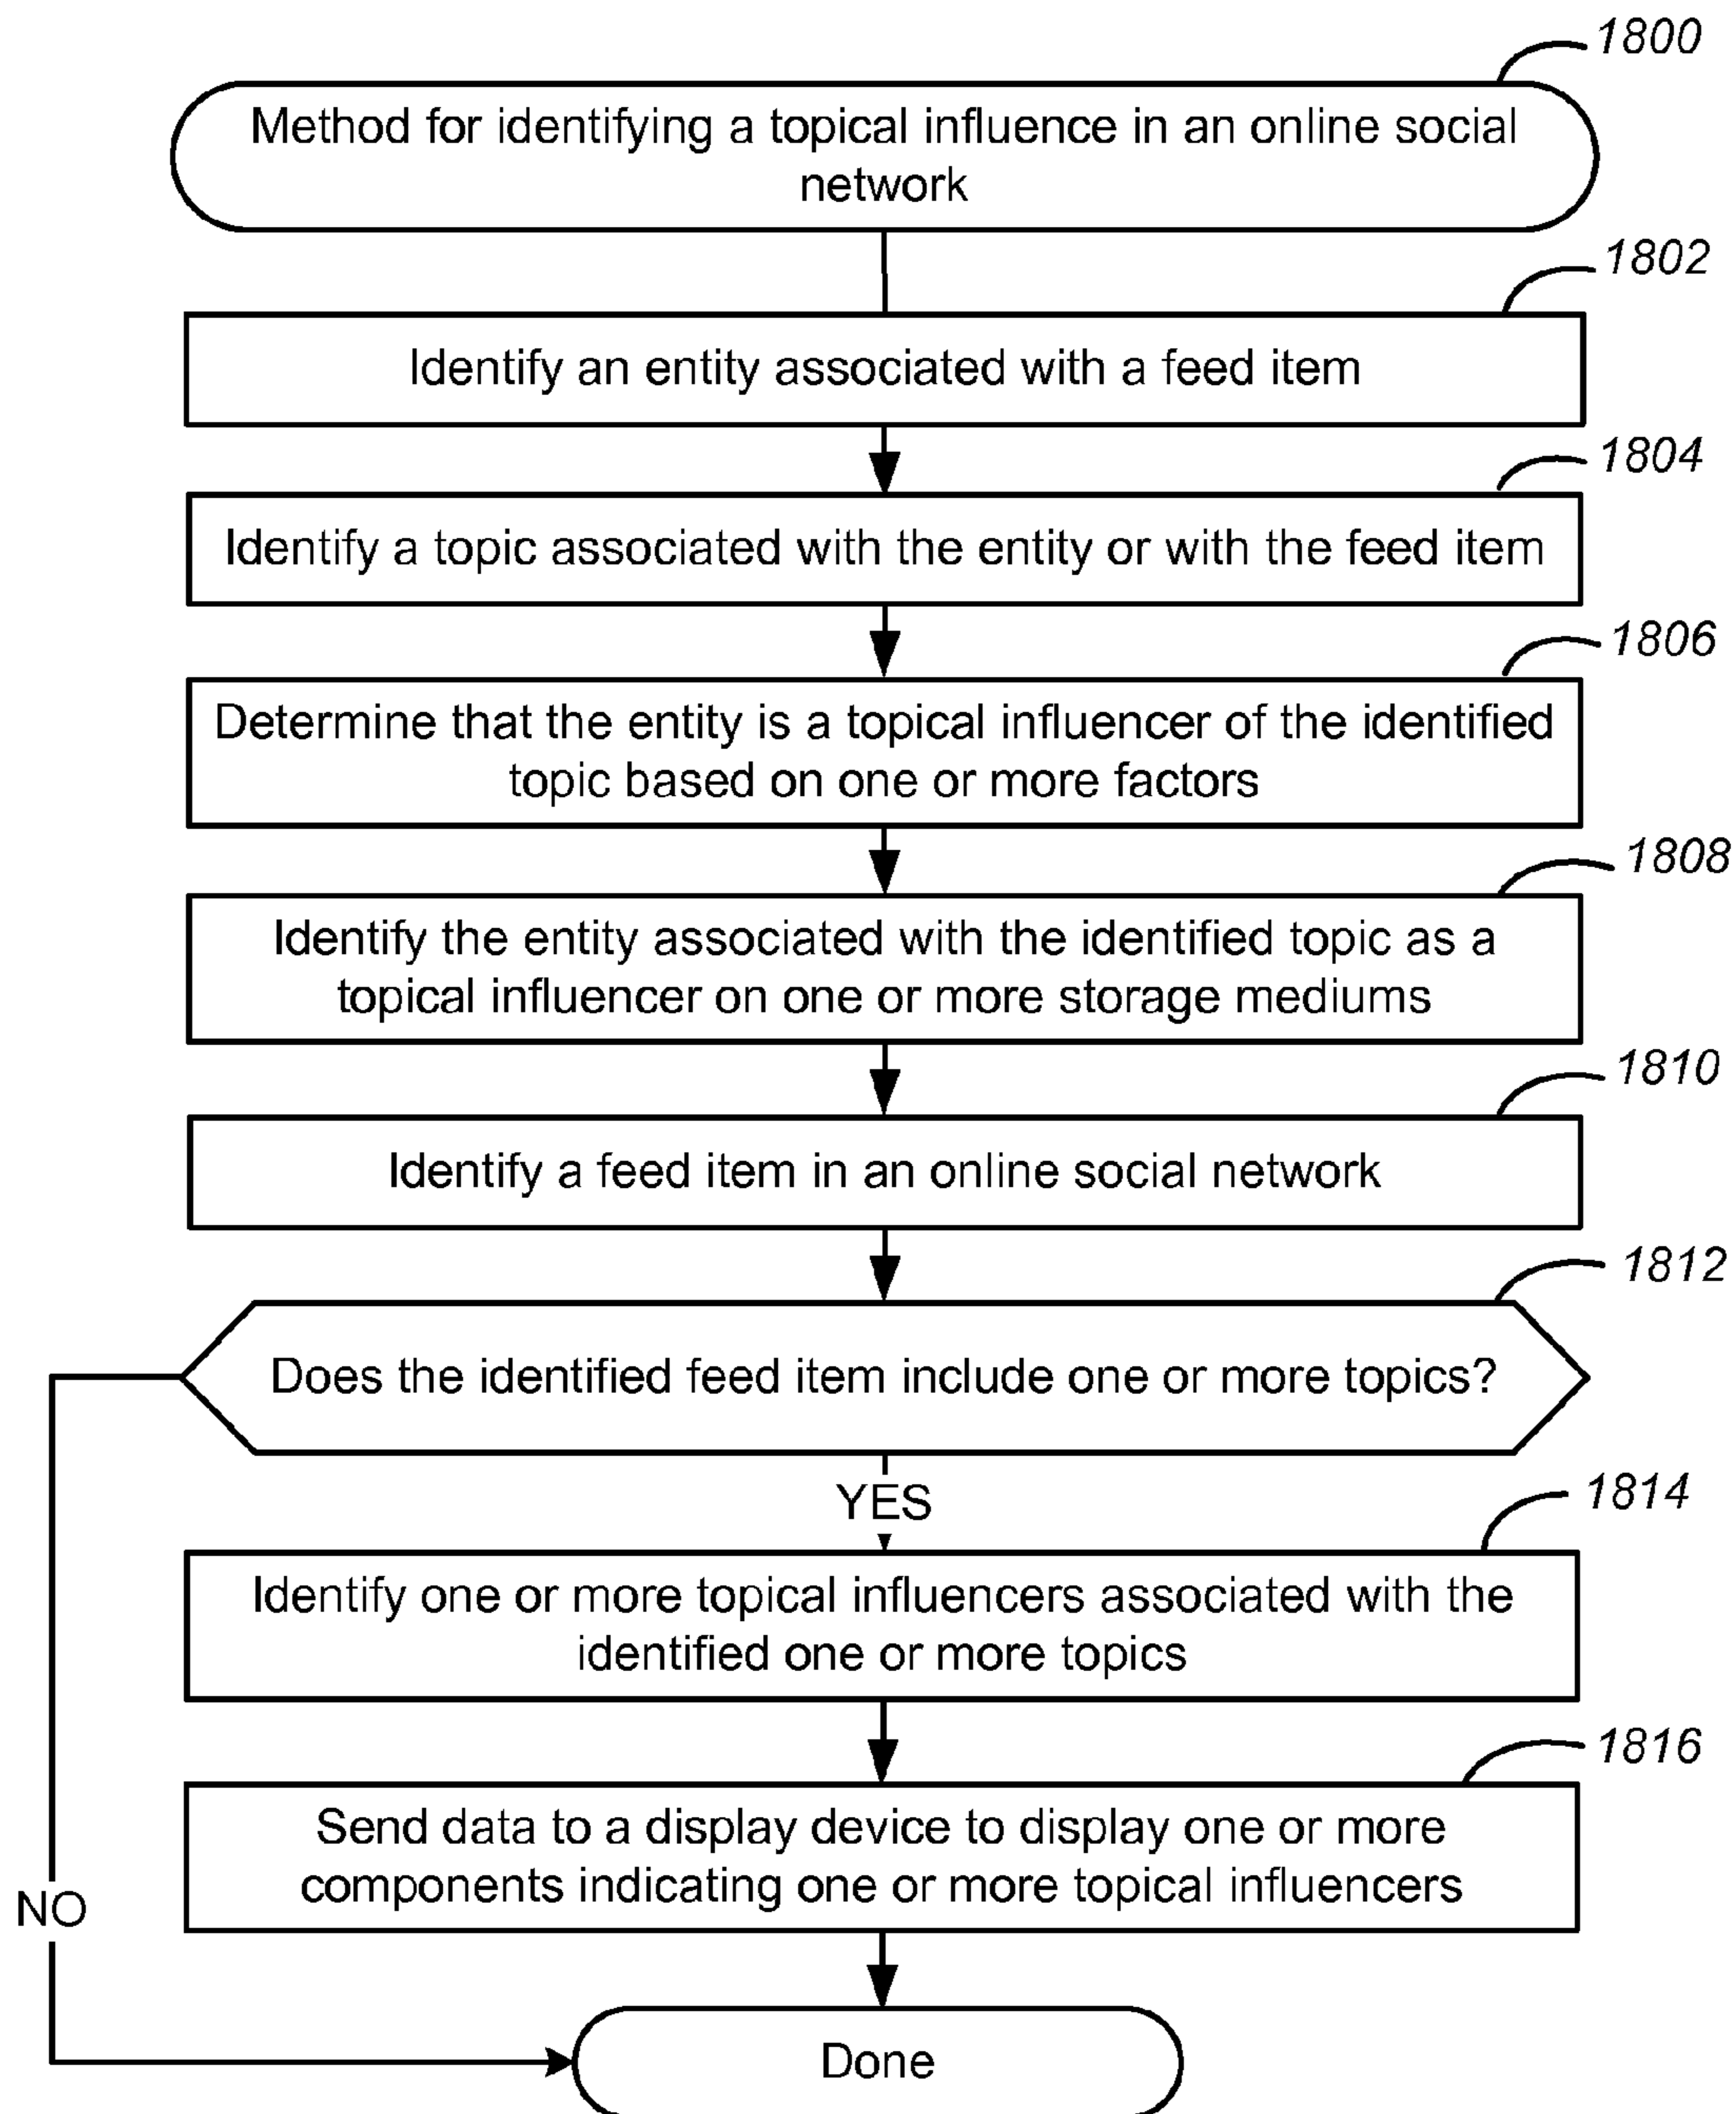 1800
Method for identifying a topical influence in an online social
network
1802
Identify an entity associated with a feed item
1804
Identify a topic associated with the entity or with the feed item
1806
Determine that the entity is a topical influencer of the identified
topic based on one or more factors
1808
Identify the entity associated with the identified topic as a
topical influencer on one or more storage mediums
1810
Identify a feed item in an online social network
1812
Does the identified feed item include one or more topics?
YES
1814
Identify one or more topical influencers associated with the
identified one or more topics
1816
Send data to a display device to display one or more
components indicating one or more topical influencers
NO
Done